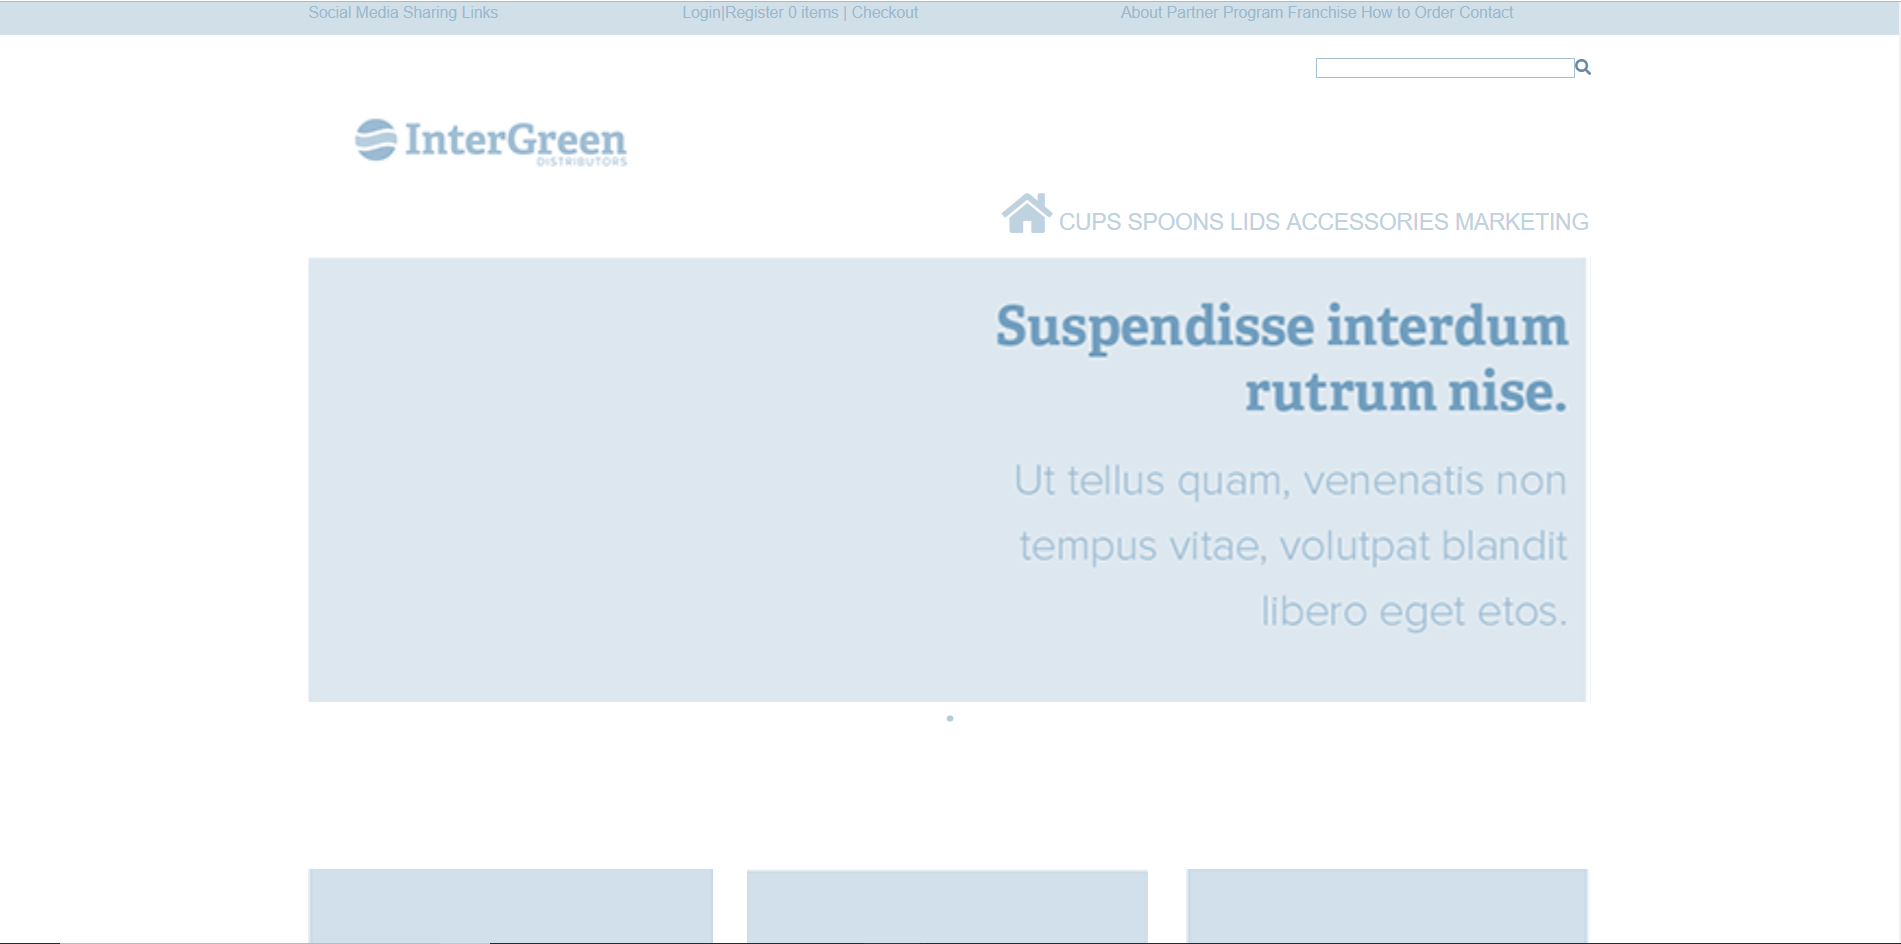 Social Media Sharing Links
Login|Register 0 items | Checkout
About Partner Program Franchise How to Order Contact
InterGreen
DISTRIBUTORS
CUPS SPOONS LIDS ACCESSORIES MARKETING
Suspendisse interdum
rutrum nise.
Ut tellus quam, venenatis non
tempus vitae, volutpat blandit
libero eget etos.